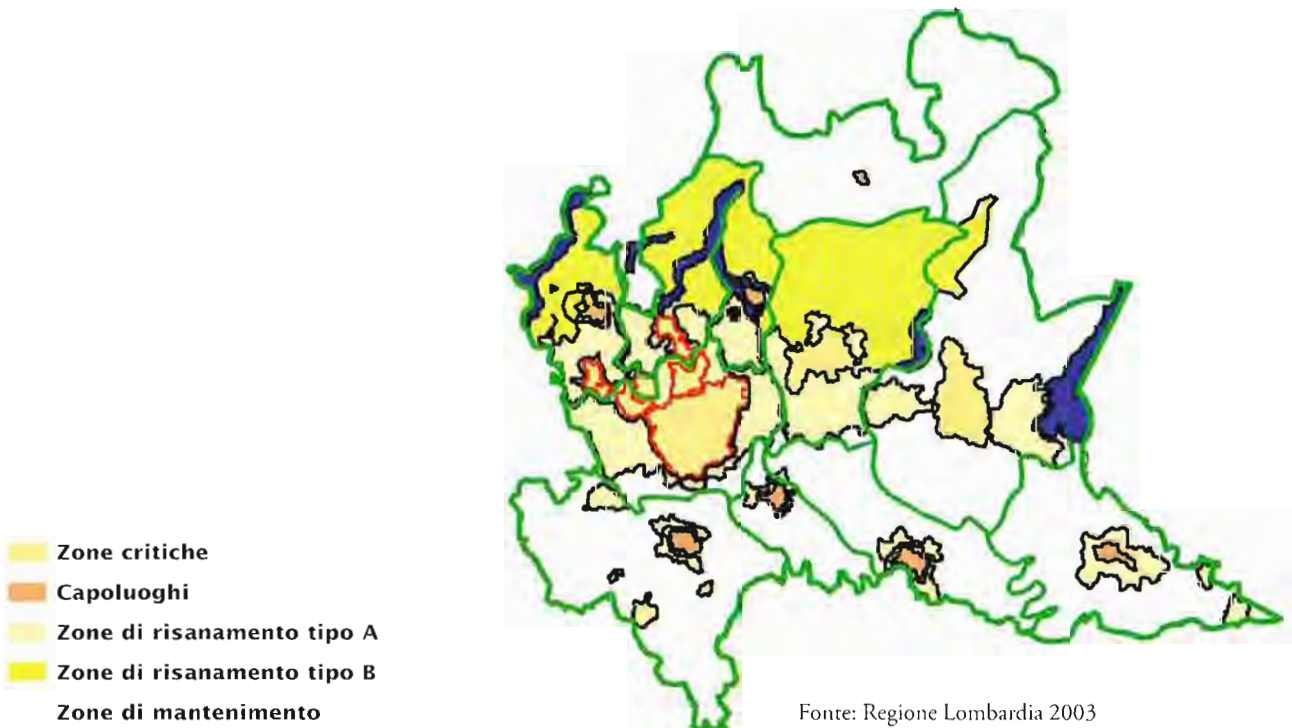 Zone critiche
Capoluoghi
Zone di risanamento tipo A
Zone di risanamento tipo B
Zone di mantenimento
Fonte: Regione Lombardia 2003